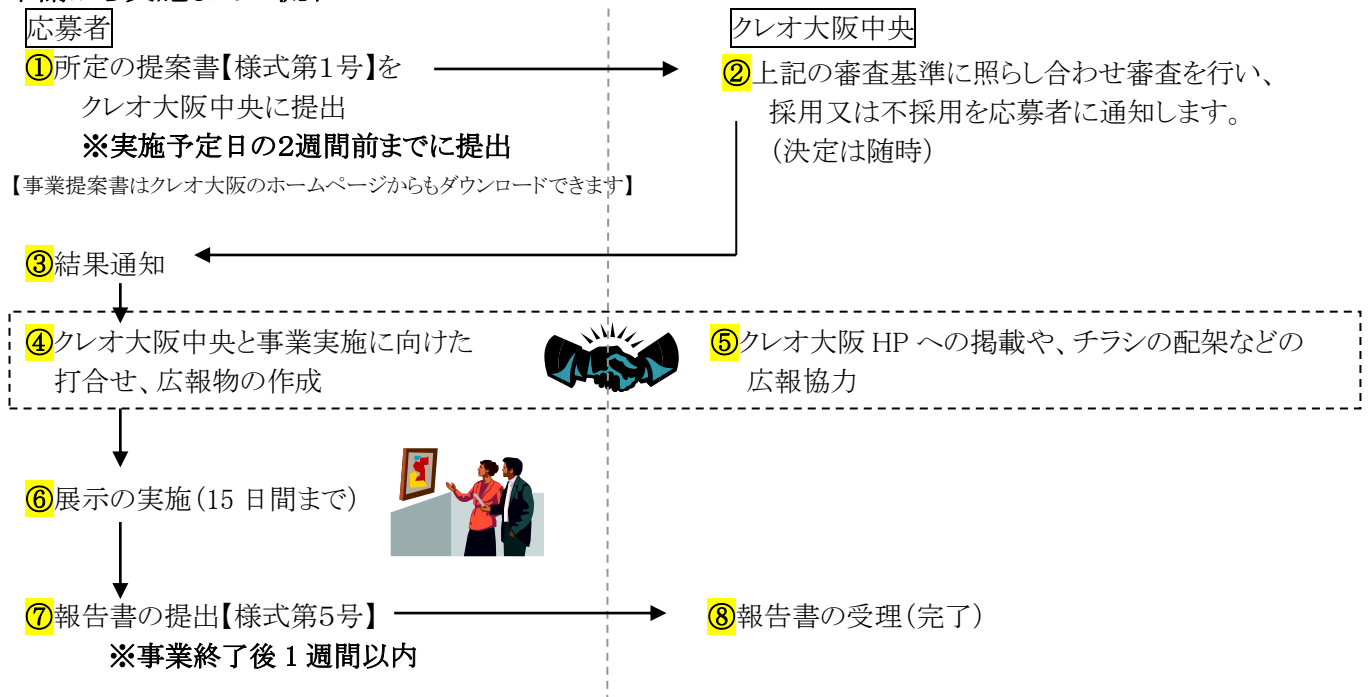 応募者
クレオ大阪中央
①所定の提案書【様式第1号】を
クレオ大阪中央に提出
※実施予定日の2週間前までに提出
【事業提案書はクレオ大阪のホームページからもダウンロードできます】
②上記の審査基準に照らし合わせ審査を行い、
採用又は不採用を応募者に通知します。
(決定は随時)
③結果通知
④クレオ大阪中央と事業実施に向けた
打合せ、広報物の作成
⑤クレオ大阪 HP への掲載や、チラシの配架などの
広報協力
⑥展示の実施(15 日間まで)
⑦報告書の提出【様式第5号】
※事業終了後 1 週間以内
⑧報告書の受理(完了)